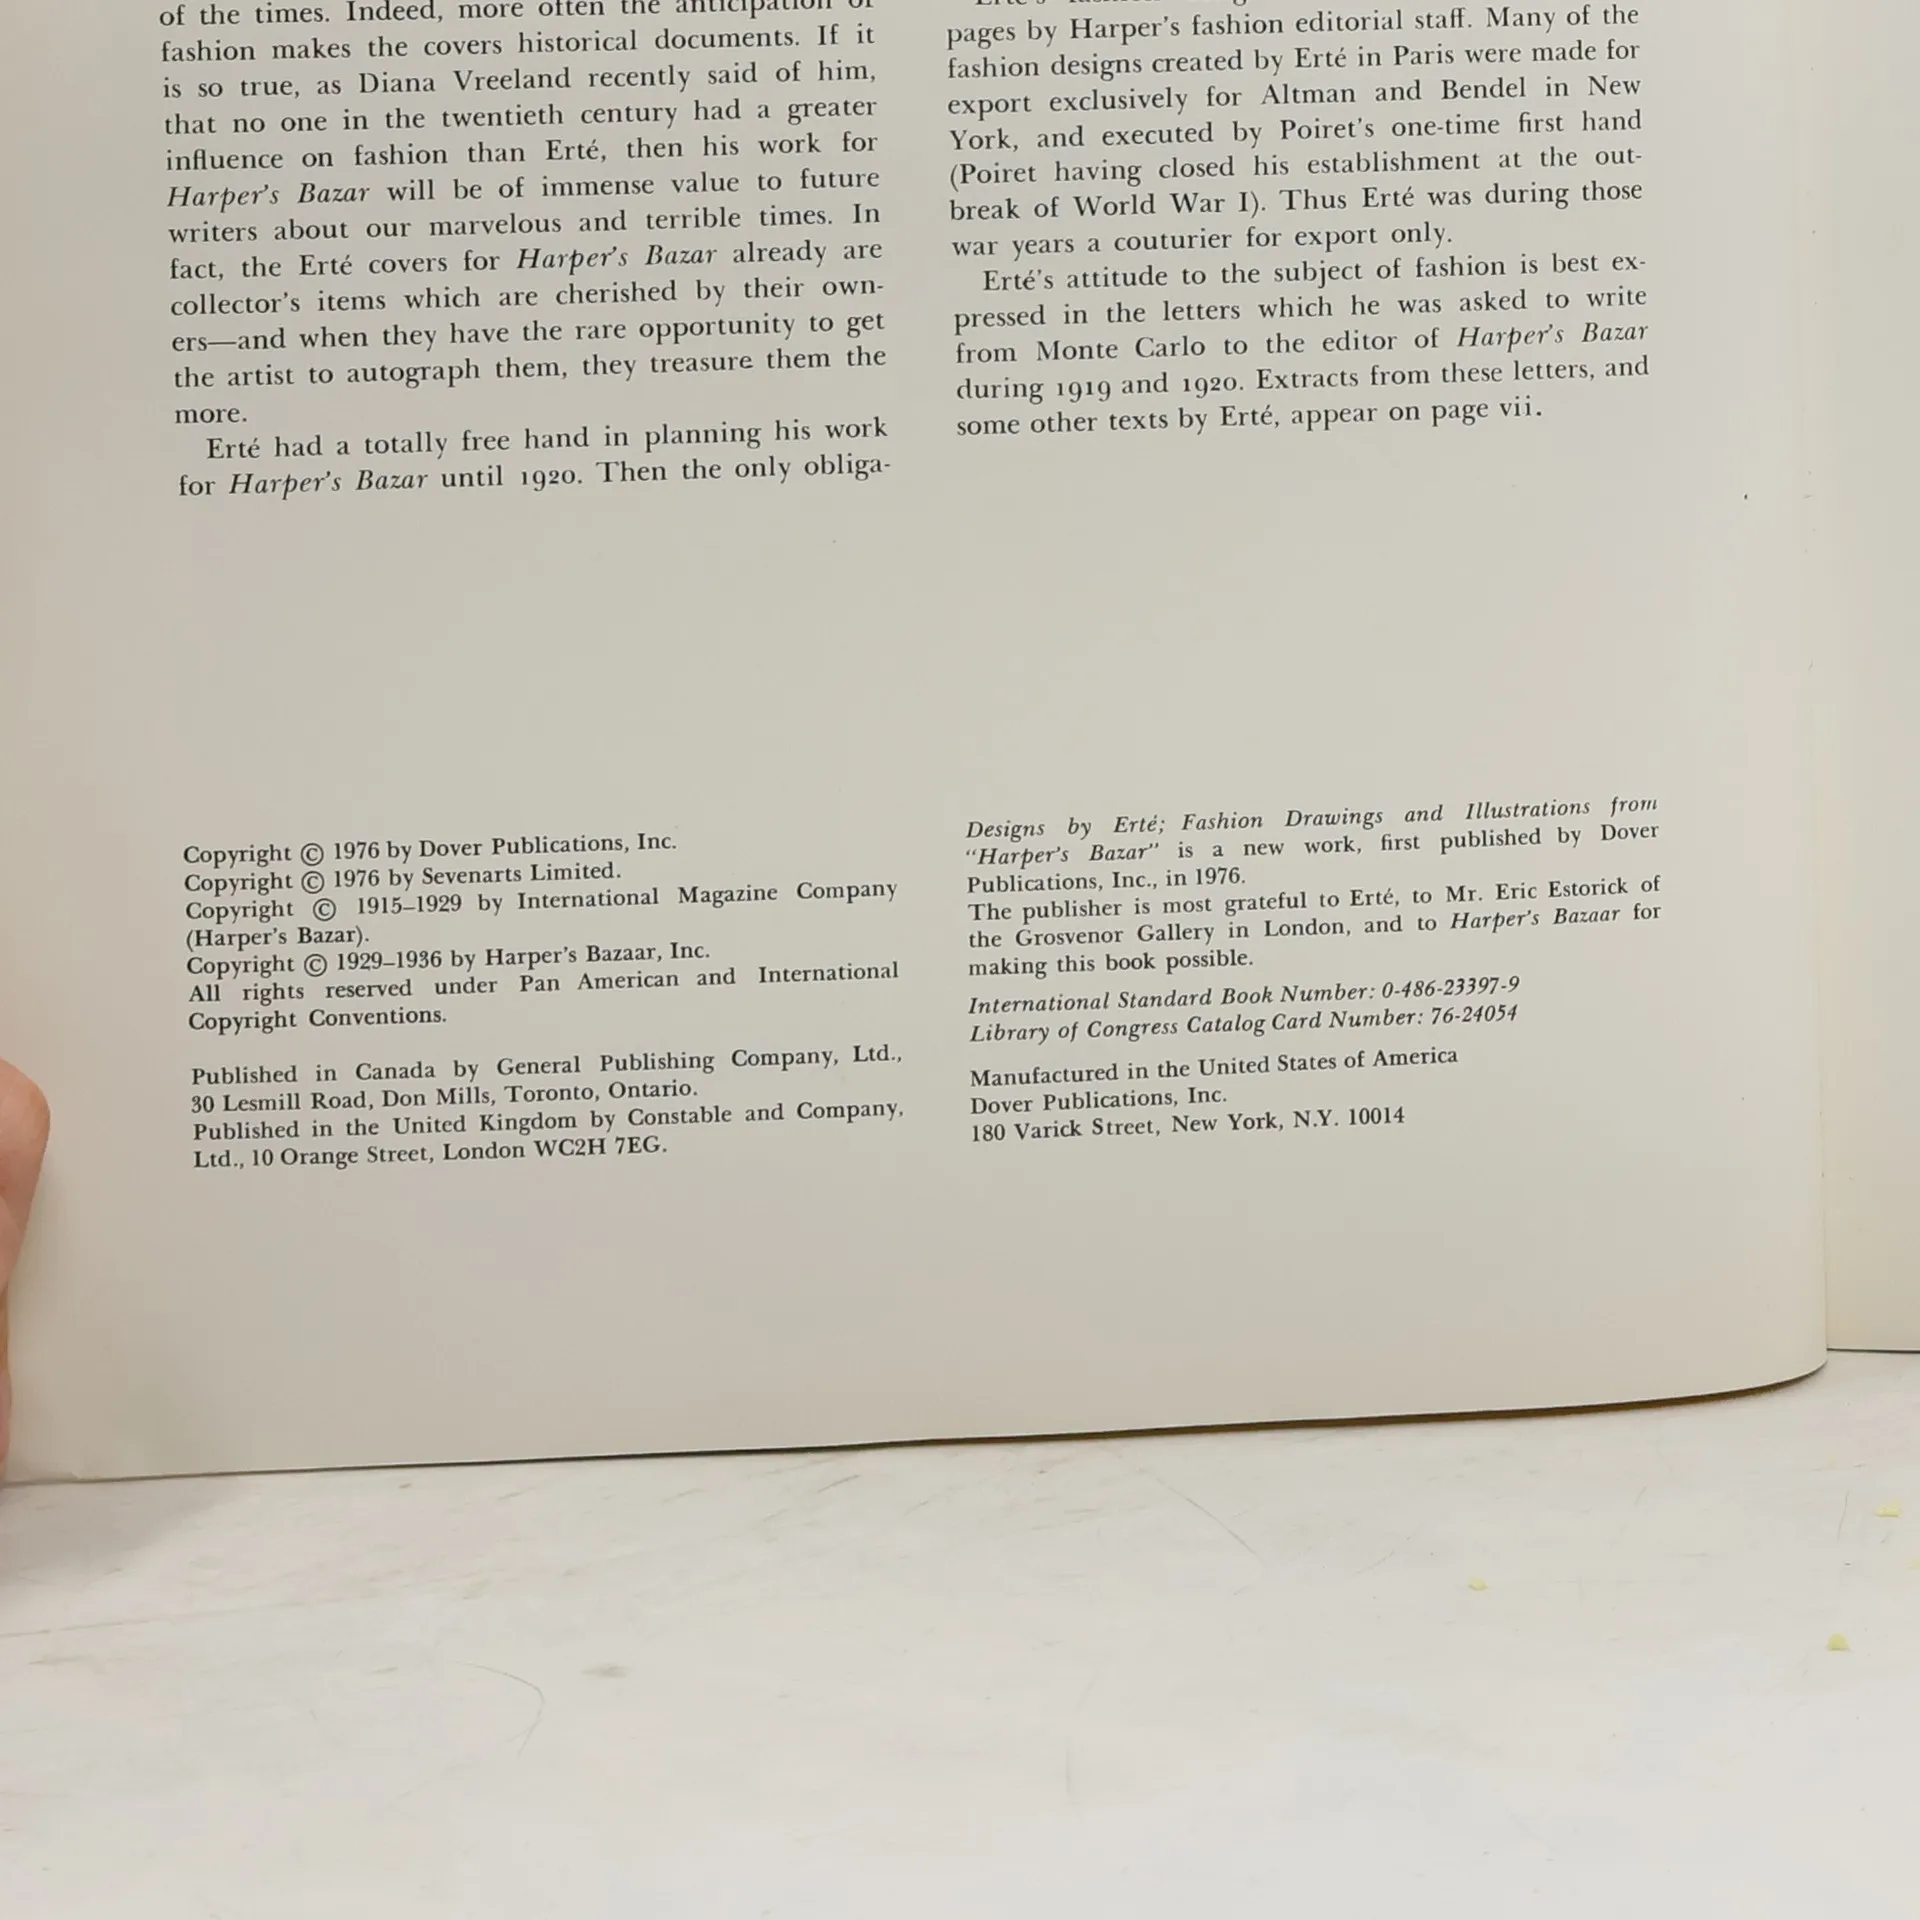 of the times. Indeed, more often the anticipation of
fashion makes the covers historical documents. If it
is so true, as Diana Vreeland recently said of him,
that no one in the twentieth century had a greater
influence on fashion than Erté, then his work for
Harper's Bazar will be of immense value to future
writers about our marvelous and terrible times. In
fact, the Erté covers for Harper's Bazar already are
collector's items which are cherished by their own-
ers—and when they have the rare opportunity to get
the artist to autograph them, they treasure them the
more.
Erté had a totally free hand in planning his work
for Harper's Bazar until 1920. Then the only obliga-
Erté's
pages by Harper's fashion editorial staff. Many of the
fashion designs created by Erté in Paris were made for
export exclusively for Altman and Bendel in New
York, and executed by Poiret's one-time first hand
(Poiret having closed his establishment at the out-
break of World War I). Thus Erté was during those
war years a couturier for export only.
Erté's attitude to the subject of fashion is best ex-
pressed in the letters which he was asked to write
from Monte Carlo to the editor of Harper's Bazar
during 1919 and 1920. Extracts from these letters, and
some other texts by Erté, appear on page vii.
Copyright © 1976 by Dover Publications, Inc.
Copyright © 1976 by Sevenarts Limited.
Copyright © 1915–1929 by International Magazine Company
(Harper's Bazar).
Copyright © 1929–1936 by Harper's Bazaar, Inc.
All rights reserved under Pan American and International
Copyright Conventions.
Published in Canada by General Publishing Company, Ltd.,
30 Lesmill Road, Don Mills, Toronto, Ontario.
Published in the United Kingdom by Constable and Company,
Ltd., 10 Orange Street, London WC2H 7EG.
Designs by Erté; Fashion Drawings and Illustrations from
"Harper's Bazar" is a new work, first published by Dover
Publications, Inc., in 1976.
The publisher is most grateful to Erté, to Mr. Eric Estorick of
the Grosvenor Gallery in London, and to Harper's Bazaar for
making this book possible.
International Standard Book Number: 0-486-23397-9
Library of Congress Catalog Card Number: 76-24054
Manufactured in the United States of America
Dover Publications, Inc.
180 Varick Street, New York, N.Y. 10014